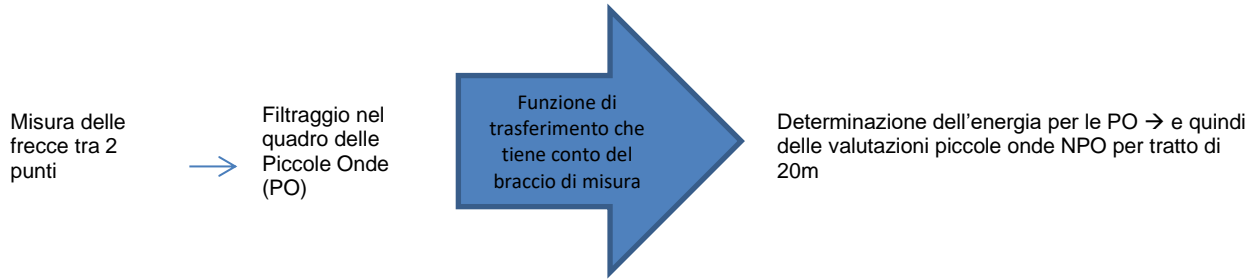 Misura delle
frecce tra 2
punti
Filtraggio nel
quadro delle
Piccole Onde
(PO)
Funzione di
trasferimento che
tiene conto del
braccio di misura
Determinazione dell'energia per le PO → e quindi
delle valutazioni piccole onde NPO per tratto di
20m